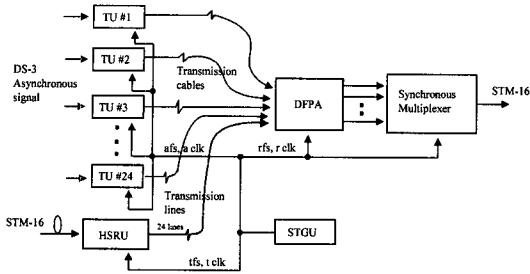 TU #1
TU #2
DS-3
Asynchronous
signal
Transmission
cables
TU #3
DFPA
Synchronous
Multiplexer
STM-16
afs, a clk
rfs, r clk
TU #24
Transmission
lines
STM-16
HSRU
24 lines
STGU
tfs, t clk